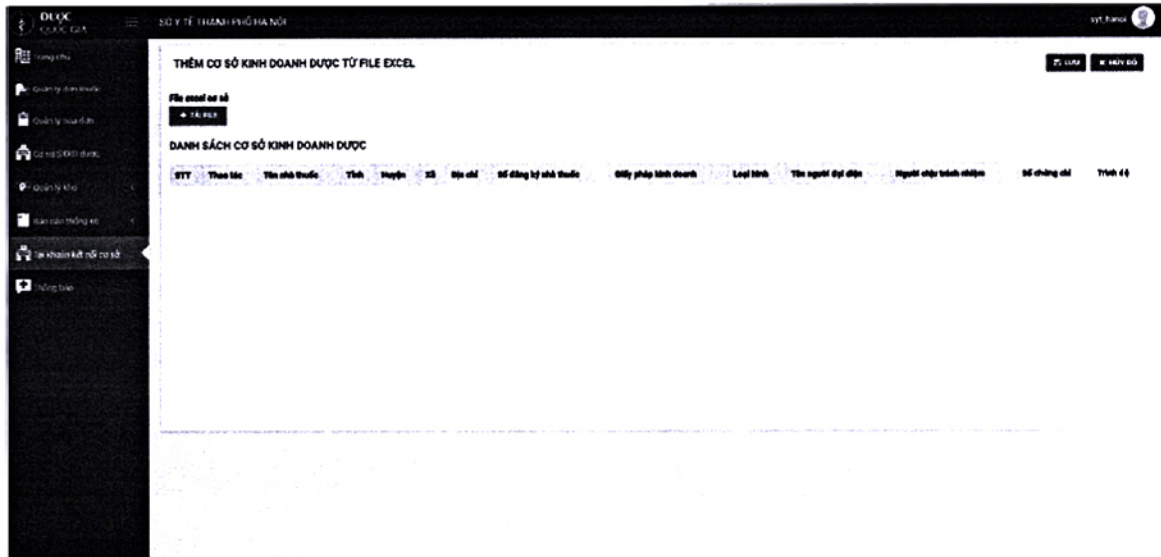 DƯỢC
QUỐC GIA
SỞ Y TẾ THÀNH PHỐ HÀ NỘI
syt_hanoi
Trang chủ
Quản lý đơn thuốc
Quản lý hóa đơn
Cơ sở SXKD dược
Quản lý kho
Báo cáo thống kê
Tài khoản kết nối cơ sở
Thông báo
THÊM CƠ SỞ KINH DOANH DƯỢC TỪ FILE EXCEL
LƯU
HỦY BỎ
File excel cơ sở
+ TẢI FILE
DANH SÁCH CƠ SỞ KINH DOANH DƯỢC
STT Thao tác Tên nhà thuốc Tỉnh Huyện Xã Địa chỉ Số đăng ký nhà thuốc Giấy phép kinh doanh Loại hình Tên người đại diện Người chịu trách nhiệm Số chứng chỉ Trình độ